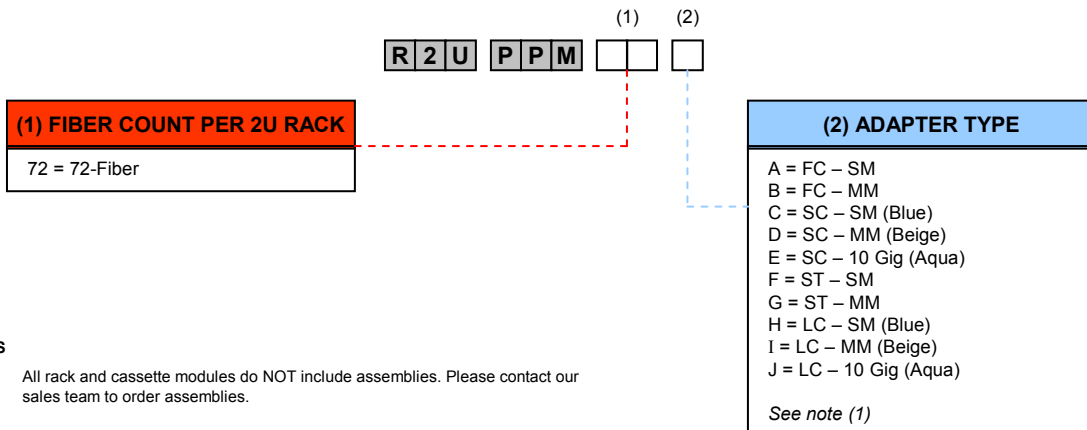 (1) (2)
R2U PPM
(1) FIBER COUNT PER 2U RACK
72 = 72-Fiber
(2) ADAPTER TYPE
A = FC – SM
B = FC – MM
C = SC – SM (Blue)
D = SC – MM (Beige)
E = SC – 10 Gig (Aqua)
F = ST – SM
G = ST – MM
H = LC – SM (Blue)
I = LC – MM (Beige)
J = LC – 10 Gig (Aqua)
See note (1)
All rack and cassette modules do NOT include assemblies. Please contact our
sales team to order assemblies.